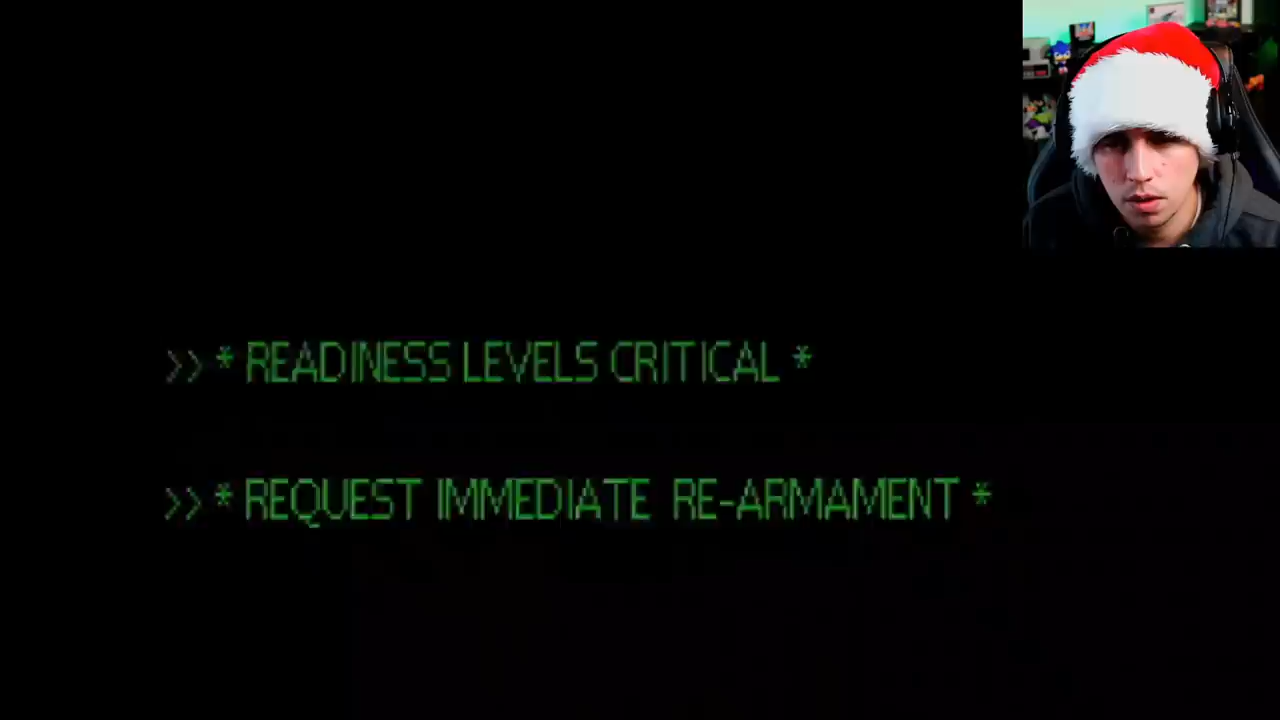 >> * READINESS LEVELS CRITICAL *
>> * REQUEST IMMEDIATE RE-ARMAMENT *